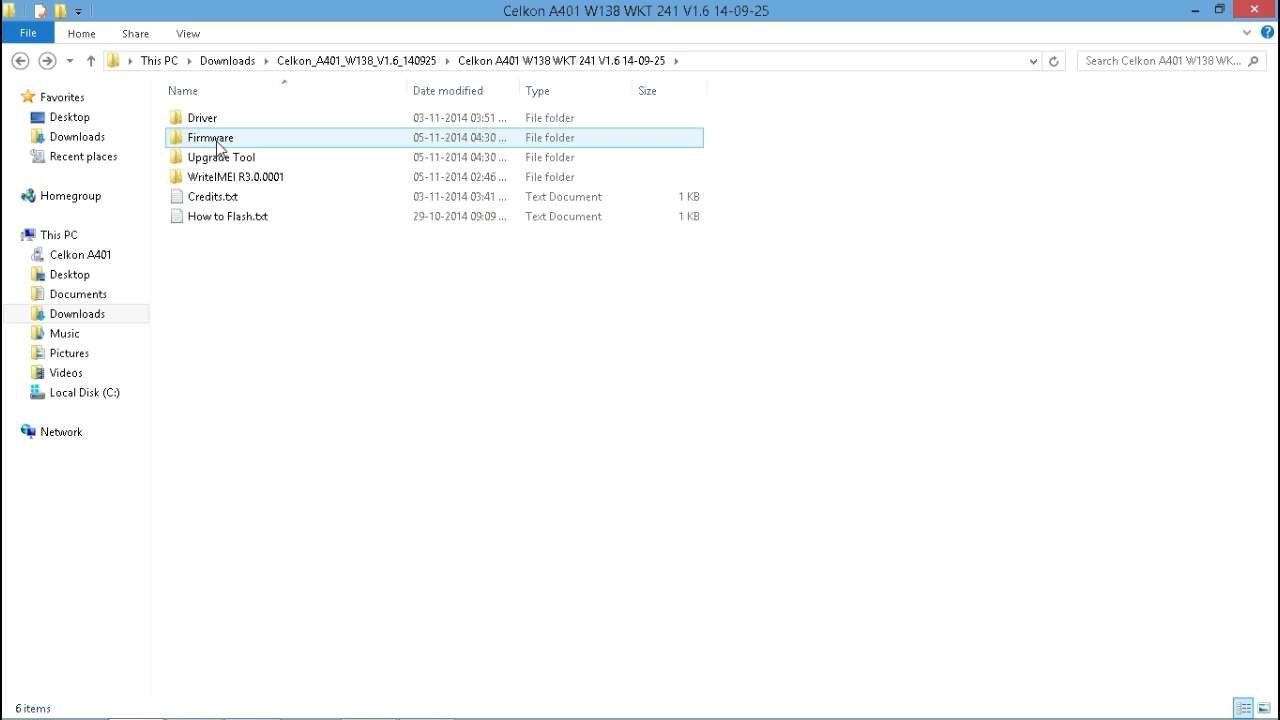 Celkon A401 W138 WKT 241 V1.6 14-09-25
File Home Share View
This PC Downloads Celkon_A401_W138_V1.6_140925 Celkon A401 W138 WKT 241 V1.6 14-09-25 Search Celkon A401 W138 WK...
Name Date modified Type Size
Favorites
Desktop
Downloads
Recent places
Homegroup
This PC
Celkon A401
Desktop
Documents
Downloads
Music
Pictures
Videos
Local Disk (C:)
Network
Driver 03-11-2014 03:51 ... File folder
Firmware 05-11-2014 04:30 ... File folder
Upgrade Tool 05-11-2014 04:30 ... File folder
WriteIMEI R3.0.0001 05-11-2014 02:46 ... File folder
Credits.txt 03-11-2014 03:41 ... Text Document 1 KB
How to Flash.txt 29-10-2014 09:09 ... Text Document 1 KB
6 items